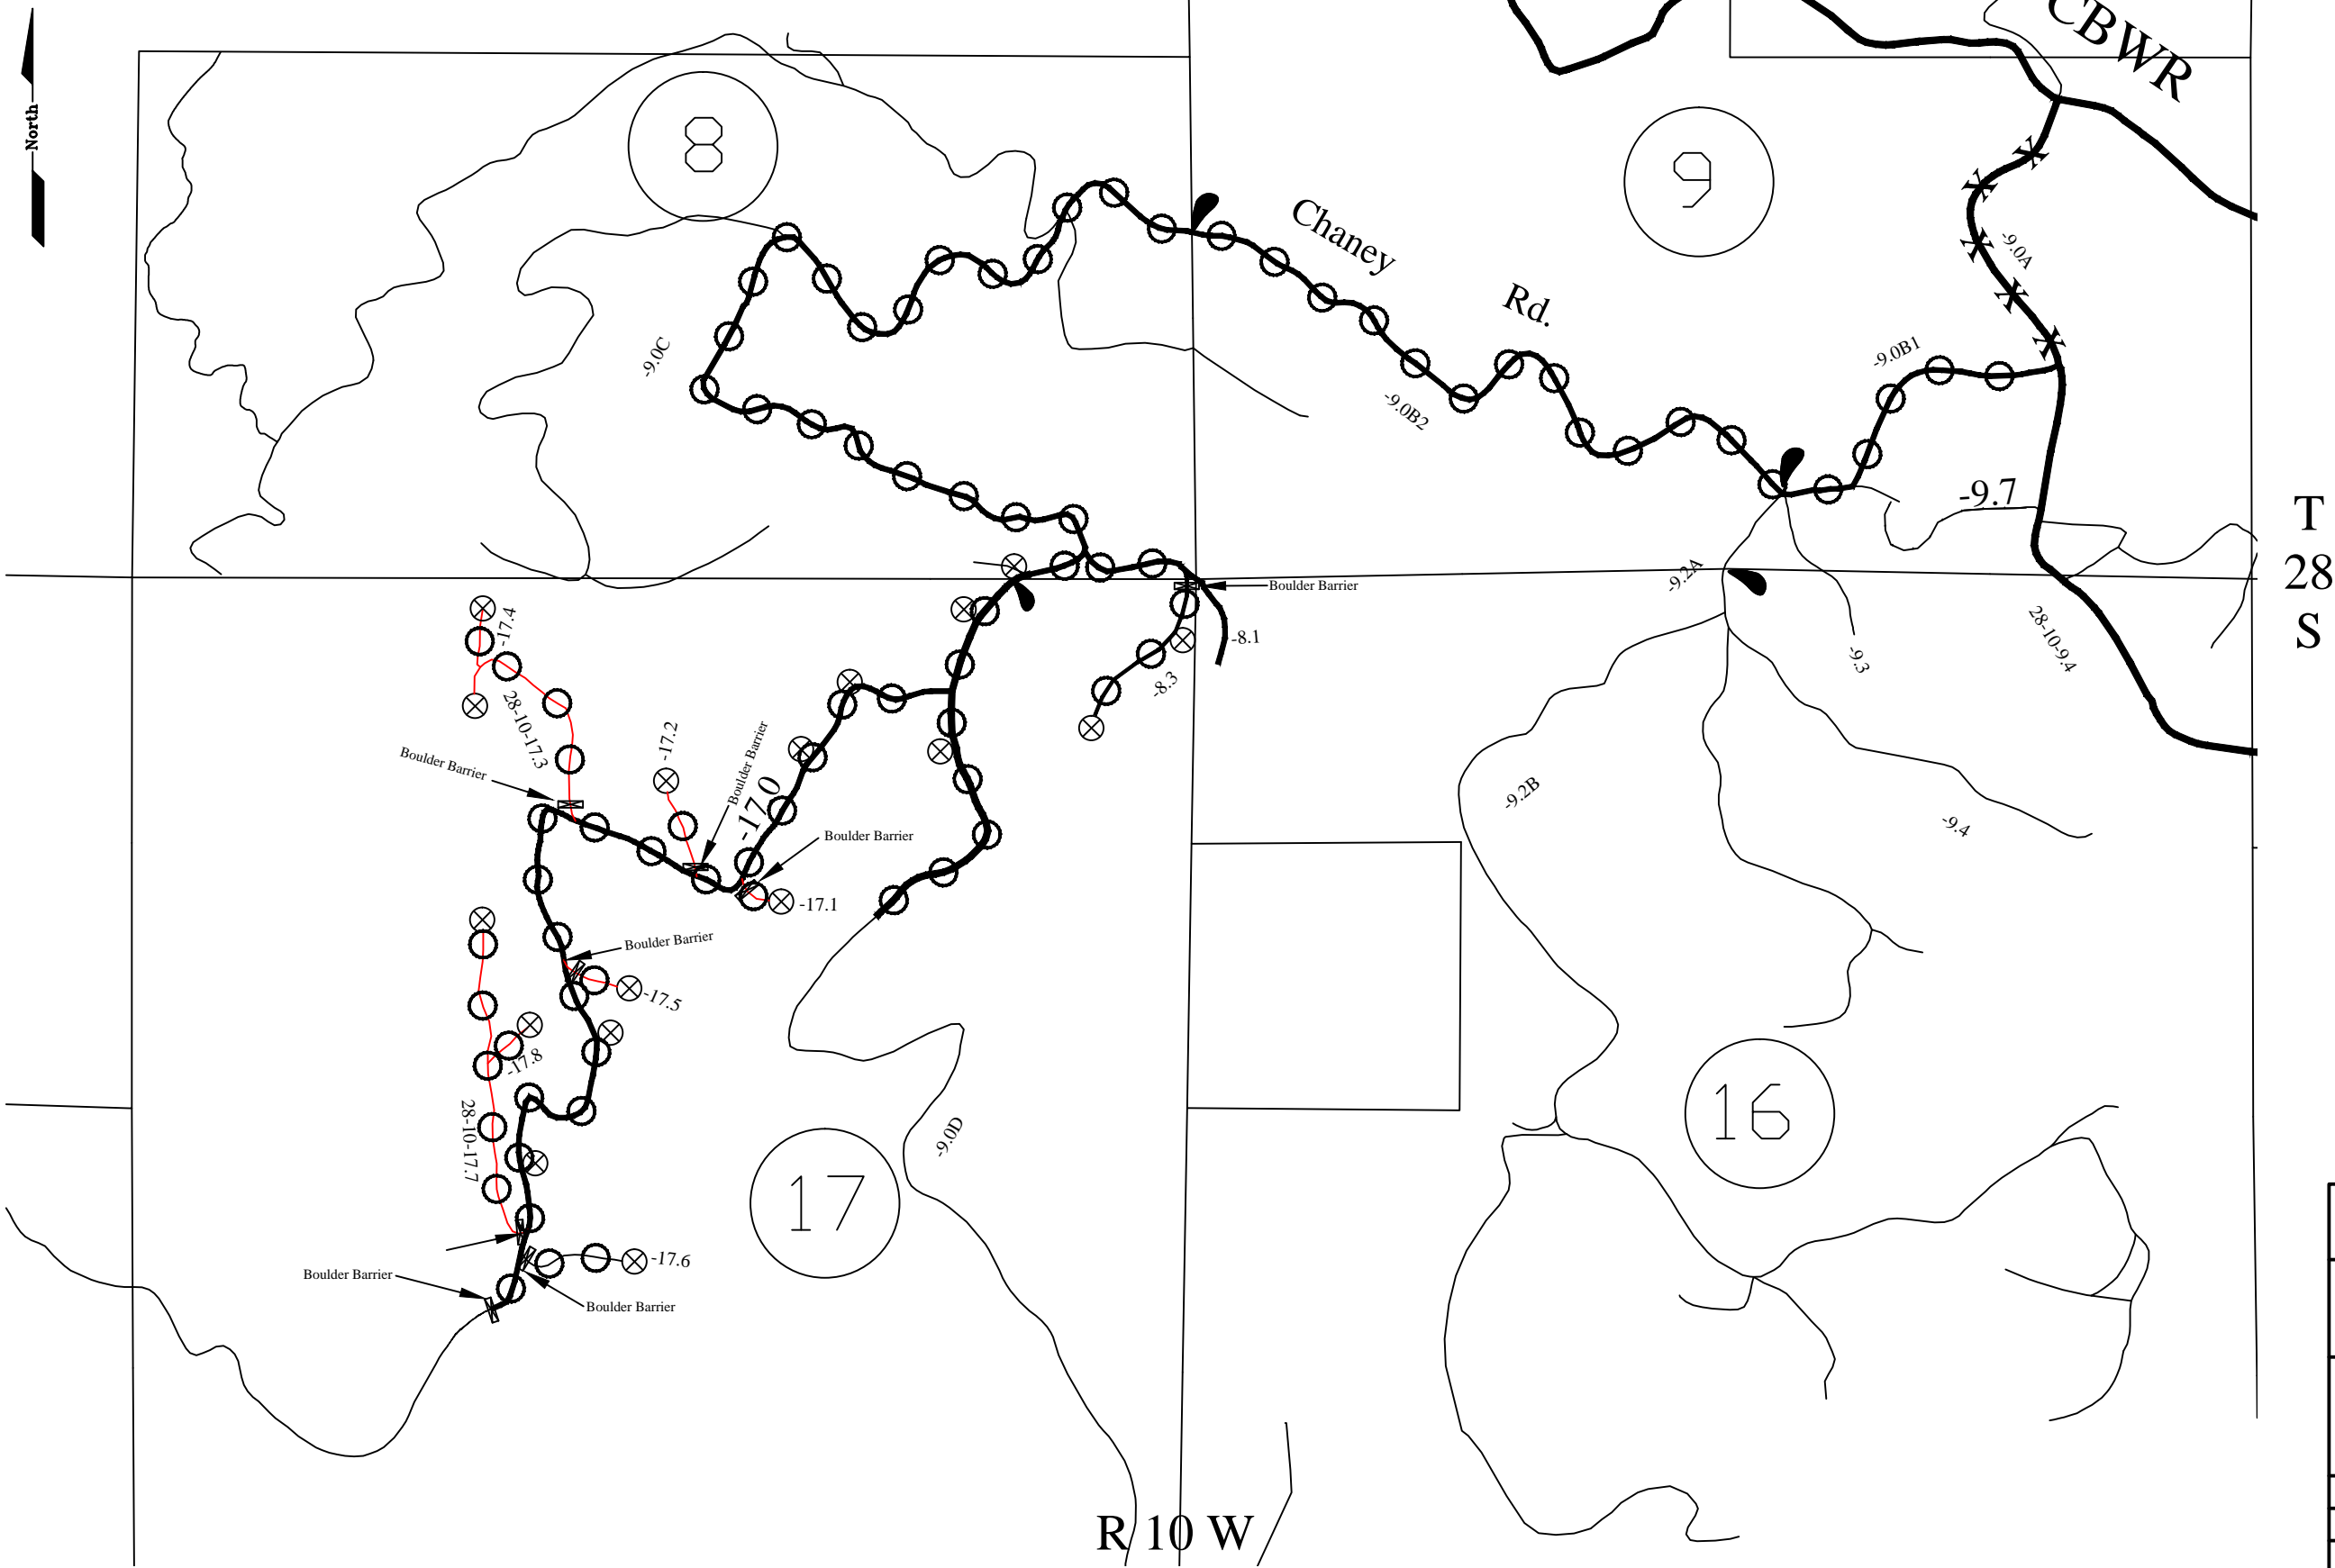 CBWR
North
8
9
Chaney
Rd.
-9.0A
-9.0C
-9.0B1
-9.0B2
-9.7
T
28
S
-9.2A
Boulder Barrier
-17.4
-8.1
28-10-9.4
-9.3
-8.3
28-10-17.3
-17.2
Boulder Barrier
Boulder Barrier
-17.0
-9.2B
-9.4
Boulder Barrier
-17.1
Boulder Barrier
-17.5
-17.8
28-10-17.7
-9.0D
16
17
-17.6
Boulder Barrier
Boulder Barrier
R 10 W